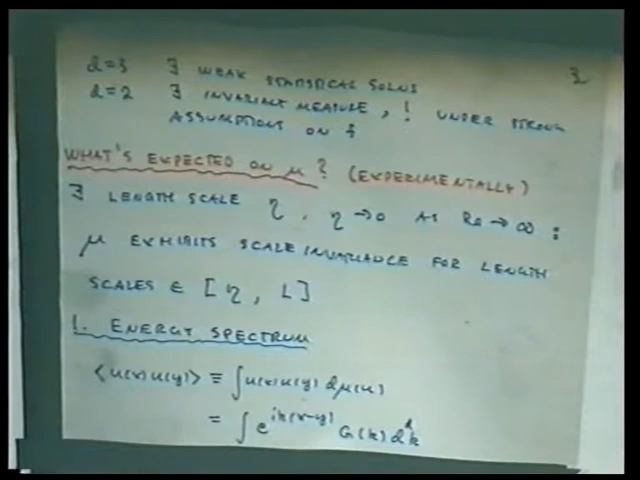 2
d=3 ∃ WEAK STATISTICAL SOLNS
d=2 ∃ INVARIANT MEASURE, ! UNDER STRONG
ASSUMPTIONS ON f
WHAT'S EXPECTED ON μ? (EXPERIMENTALLY)
∃ LENGTH SCALE η, η→0 AS Re→∞ :
μ EXHIBITS SCALE INVARIANCE FOR LENGTH
SCALES ∈ [η, L]
1. ENERGY SPECTRUM
<u(x)u(y)> ≡ ∫u(x)u(y) dμ(u)
= ∫e^{ik(x-y)} G(k) d^d k